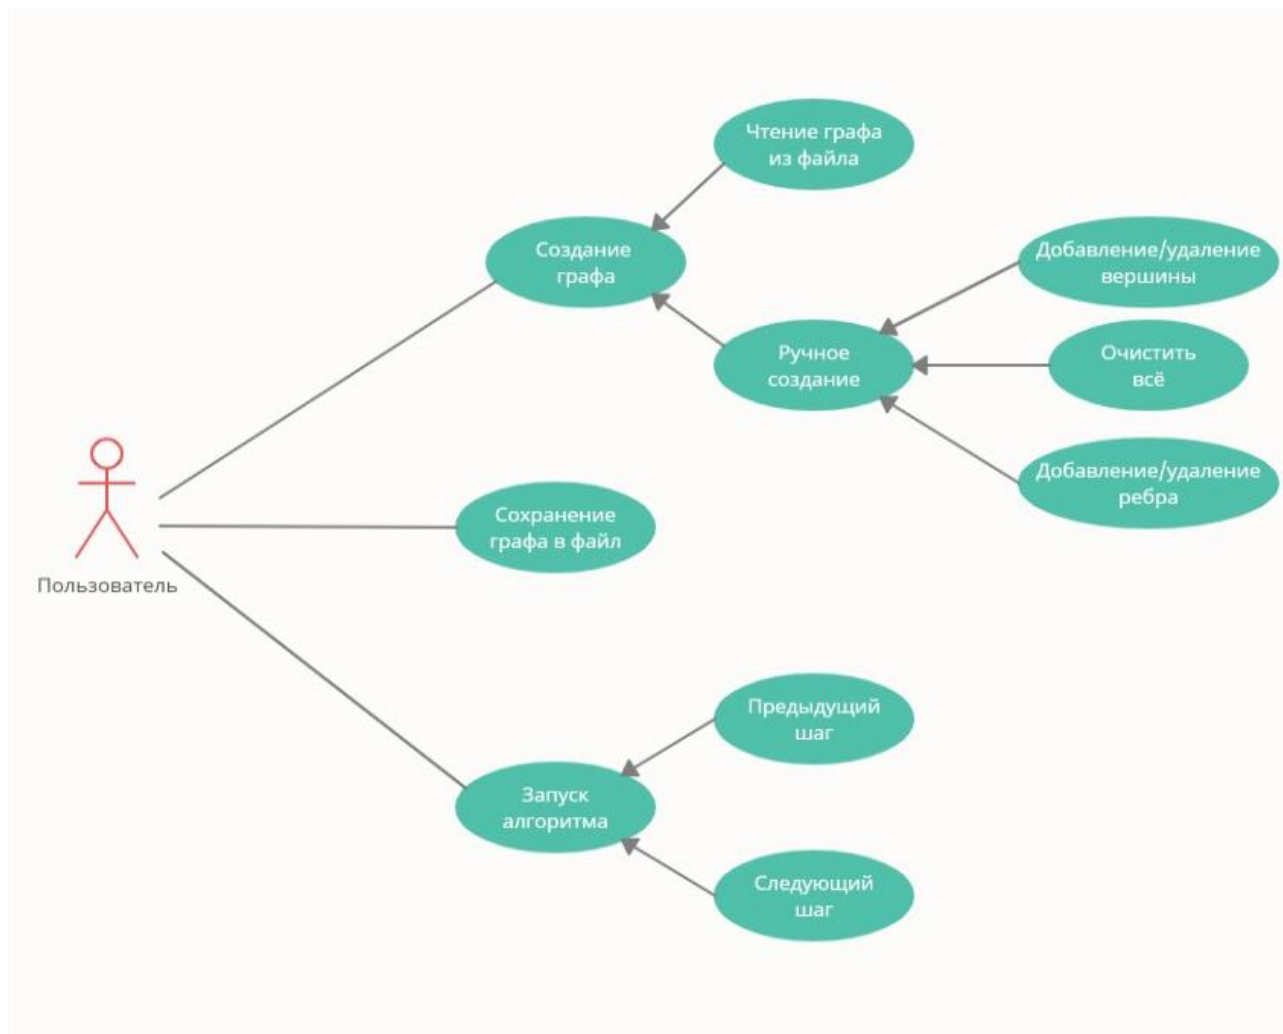 Чтение графа
из файла
Создание
графа
Добавление/удаление
вершины
Ручное
создание
Очистить
всё
Добавление/удаление
ребра
Сохранение
графа в файл
Пользователь
Предыдущий
шаг
Запуск
алгоритма
Следующий
шаг